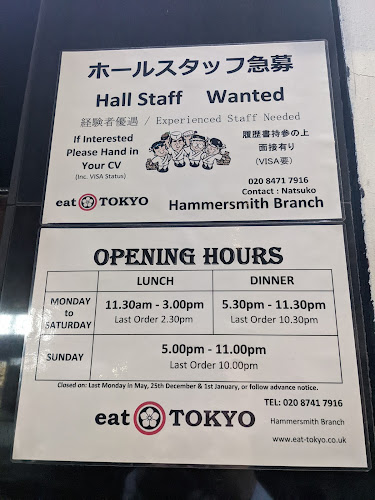 ホールスタッフ急募
Hall Staff Wanted
経験者優遇 / Experienced Staff Needed
If Interested
Please Hand in
Your CV
(Inc. VISA Status)
履歴書持参の上
面接有り
(VISA要)
020 8471 7916
Contact : Natsuko
eat TOKYO
Hammersmith Branch
OPENING HOURS
LUNCH
DINNER
MONDAY
to
SATURDAY
11.30am - 3.00pm
Last Order 2.30pm
5.30pm - 11.30pm
Last Order 10.30pm
SUNDAY
5.00pm - 11.00pm
Last Order 10.00pm
Closed on: Last Monday in May, 25th December & 1st January, or follow advance notice.
eat TOKYO
TEL: 020 8741 7916
Hammersmith Branch
www.eat-tokyo.co.uk